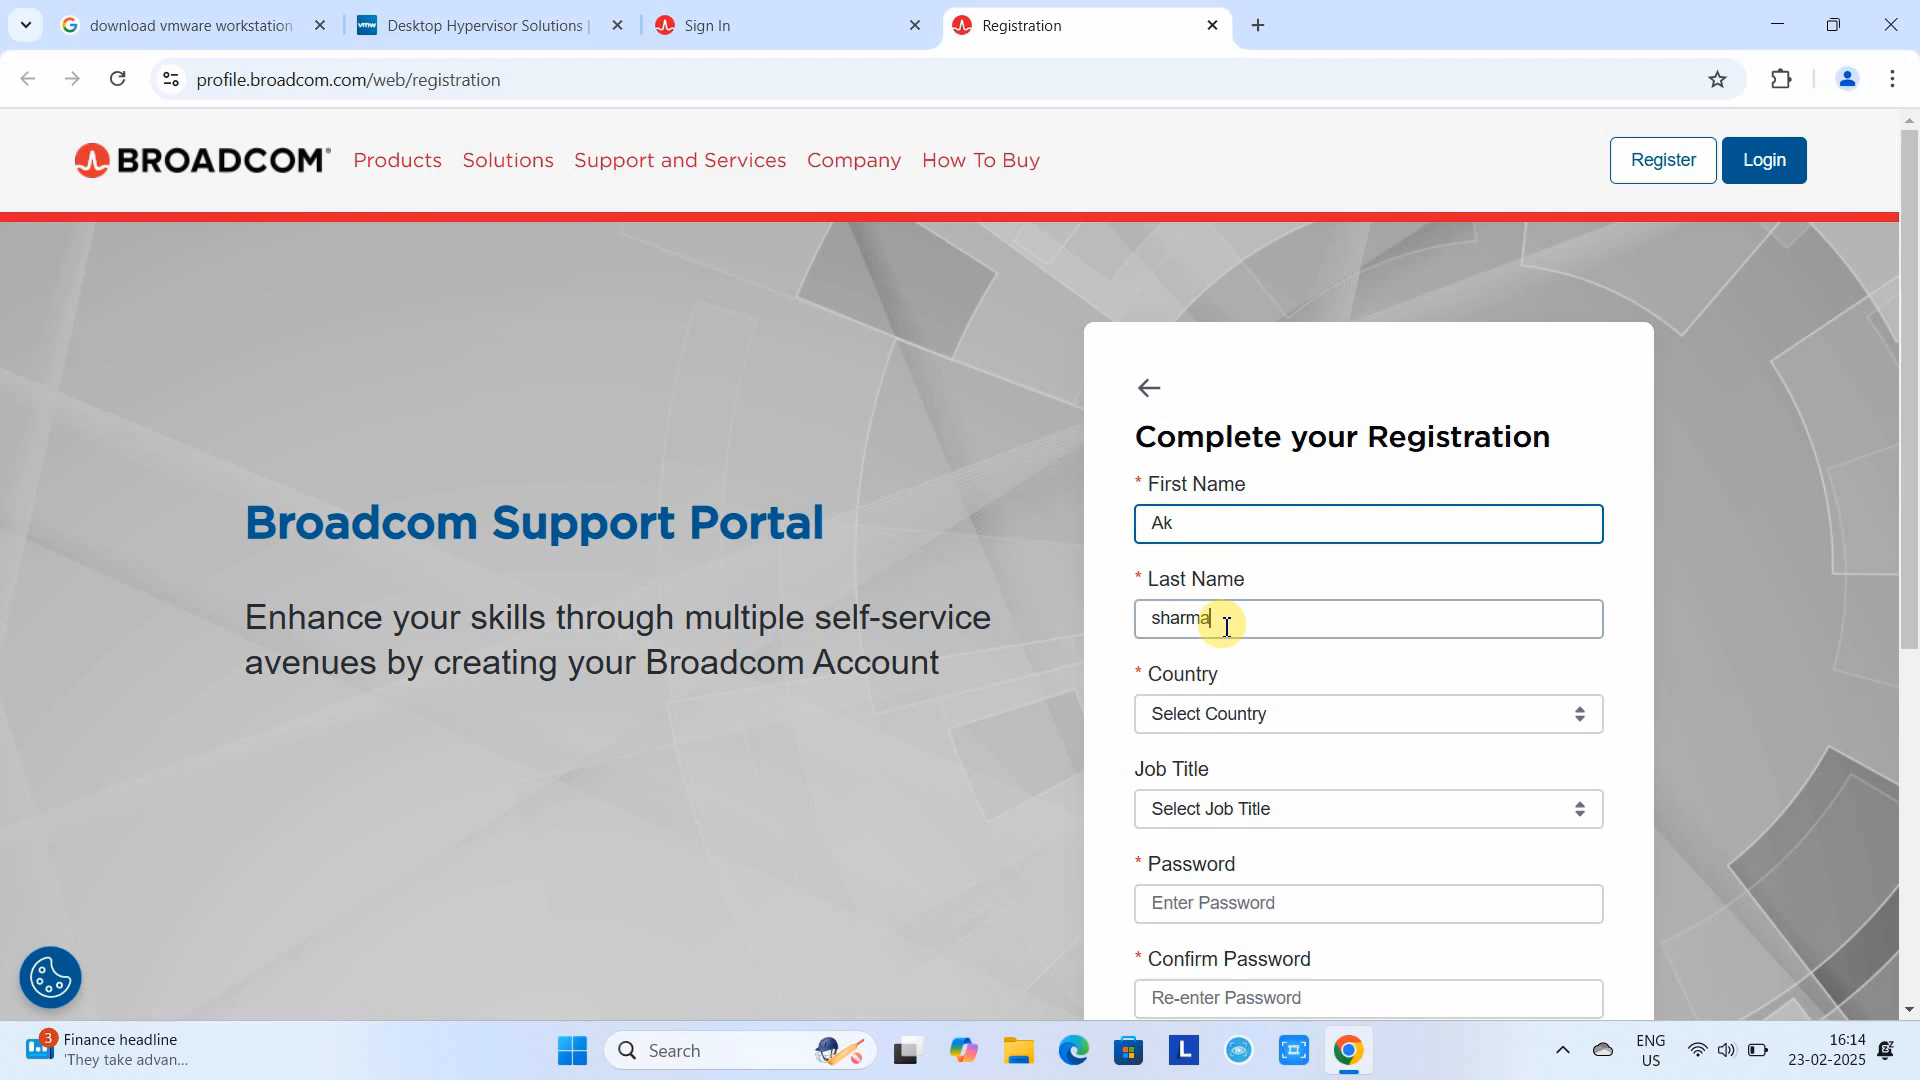 download vmware workstation
Desktop Hypervisor Solutions |
Sign In
Registration
profile.broadcom.com/web/registration
BROADCOM
Products
Solutions
Support and Services
Company
How To Buy
Register
Login
Complete your Registration
* First Name
Ak
* Last Name
sharma
* Country
Select Country
Job Title
Select Job Title
* Password
Enter Password
* Confirm Password
Re-enter Password
Broadcom Support Portal
Enhance your skills through multiple self-service
avenues by creating your Broadcom Account
3
Finance headline
'They take advan...
Search
L
ENG
US
16:14
23-02-2025